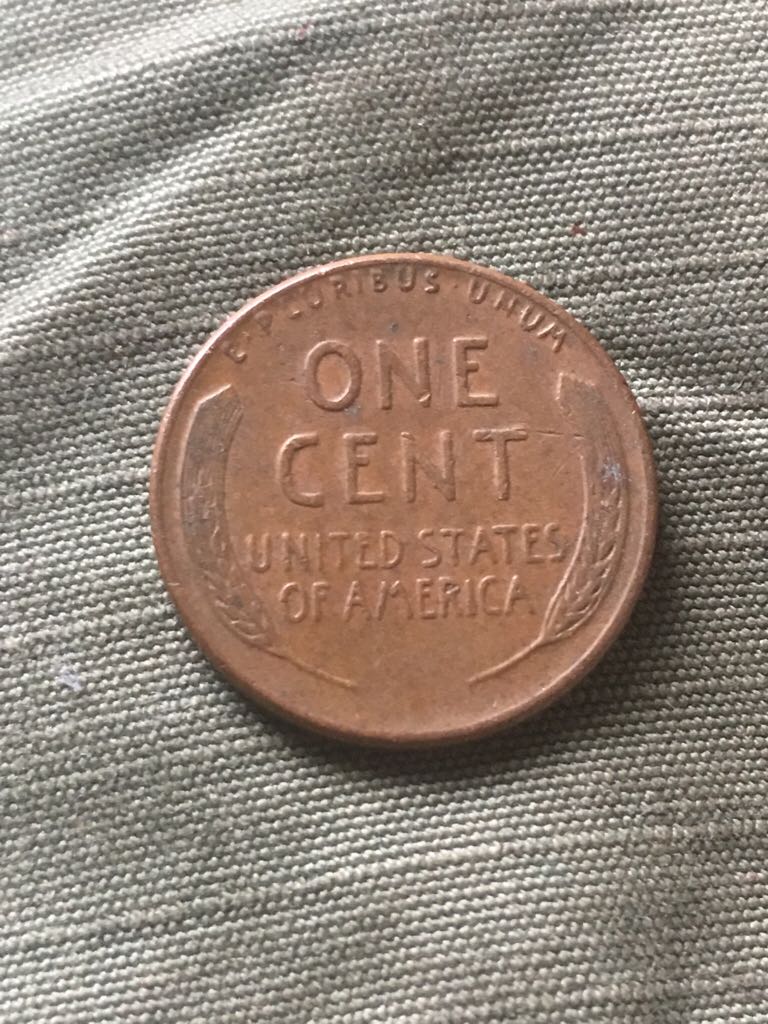 E·PLURIBUS·UNUM
ONE
CENT
UNITED STATES
OF AMERICA